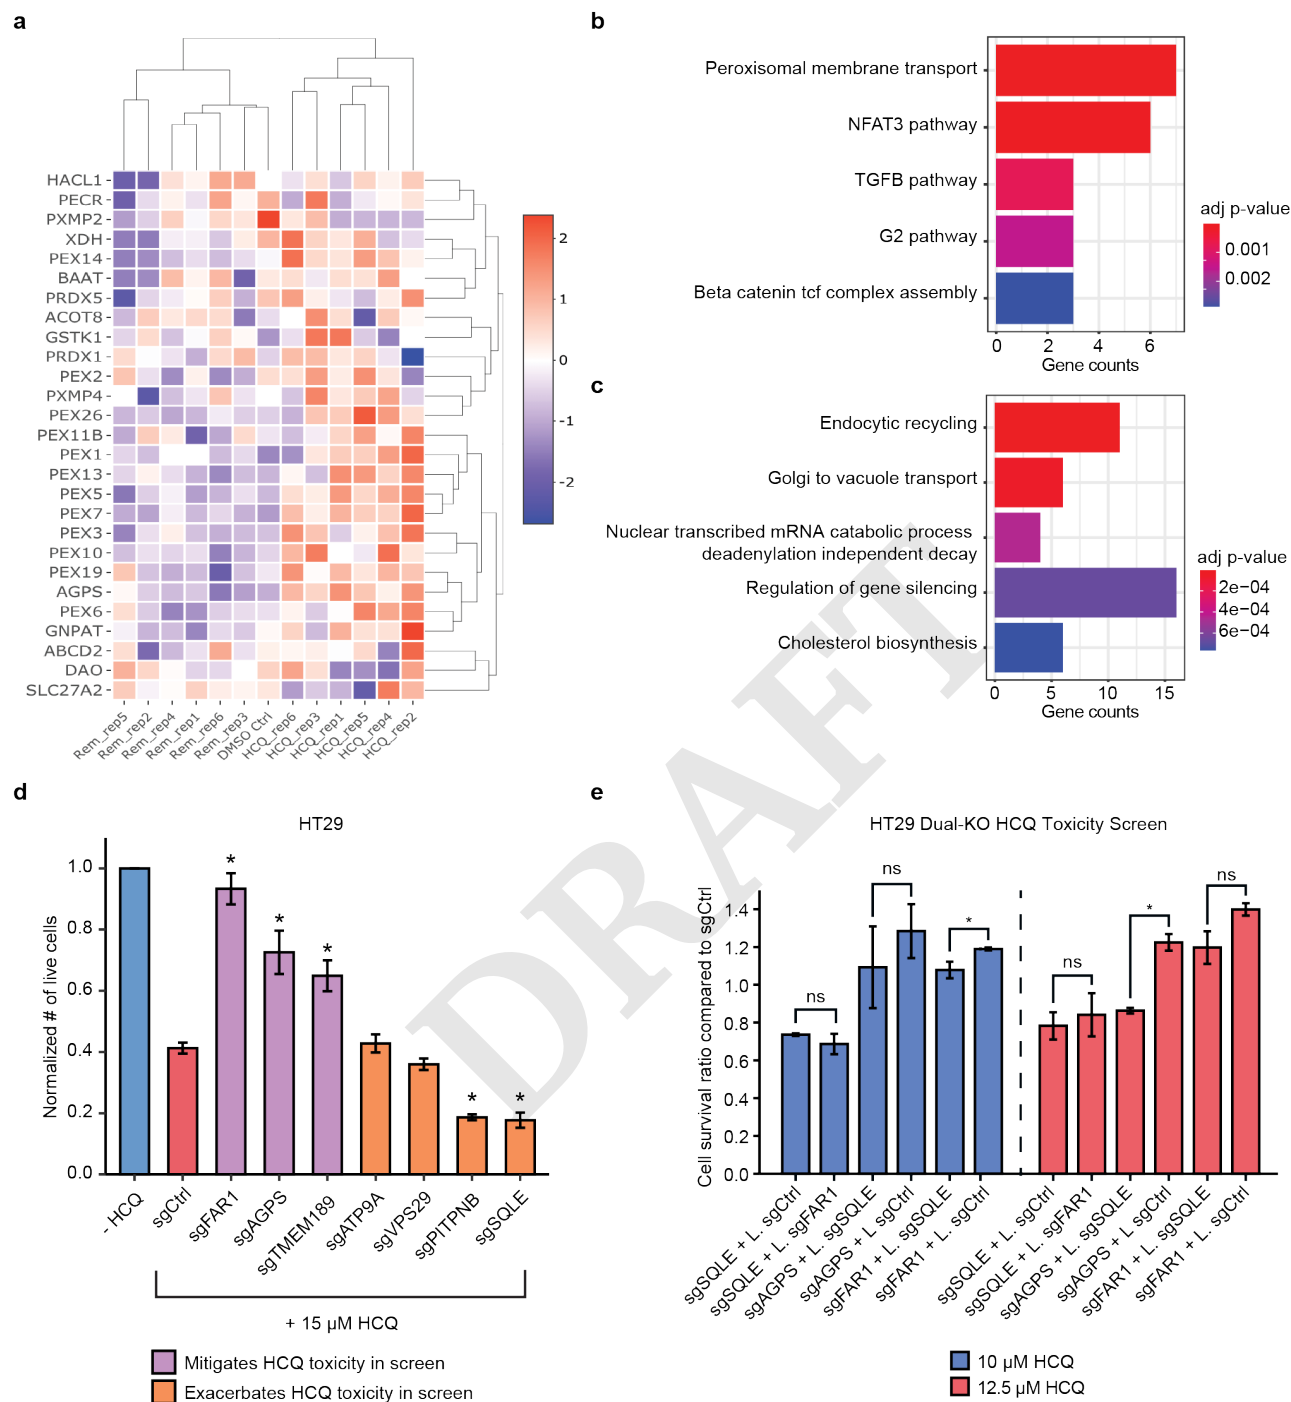 a
HACL1
PECR
PXMP2
XDH
PEX14
BAAT
PRDX5
ACOT8
GSTK1
PRDX1
PEX2
PXMP4
PEX26
PEX11B
PEX1
PEX13
PEX5
PEX7
PEX3
PEX10
PEX19
AGPS
PEX6
GNPAT
ABCD2
DAO
SLC27A2
Rem_rep5
Rem_rep2
Rem_rep4
Rem_rep1
Rem_rep6
Rem_rep3
DMSO Ctrl
HCQ_rep6
HCQ_rep3
HCQ_rep1
HCQ_rep5
HCQ_rep4
HCQ_rep2
2
1
0
-1
-2
b
Peroxisomal membrane transport
NFAT3 pathway
TGFB pathway
G2 pathway
Beta catenin tcf complex assembly
0 2 4 6
Gene counts
adj p-value
0.001
0.002
c
Endocytic recycling
Golgi to vacuole transport
Nuclear transcribed mRNA catabolic process
deadenylation independent decay
Regulation of gene silencing
Cholesterol biosynthesis
0 5 10 15
Gene counts
adj p-value
2e−04
4e−04
6e−04
DRAFT
d
HT29
Normalized # of live cells
1.0
0.8
0.6
0.4
0.2
0.0
* * * * *
- HCQ
sgCtrl
sgFAR1
sgAGPS
sgTMEM189
sgATP9A
sgVPS29
sgPITPNB
sgSQLE
+ 15 µM HCQ
Mitigates HCQ toxicity in screen
Exacerbates HCQ toxicity in screen
e
HT29 Dual-KO HCQ Toxicity Screen
Cell survival ratio compared to sgCtrl
1.4
1.2
1.0
0.8
0.6
0.4
0.2
0.0
ns ns * ns * ns
sgSQLE + L. sgCtrl
sgSQLE + L. sgFAR1
sgAGPS + L. sgSQLE
sgAGPS + L. sgCtrl
sgFAR1 + L. sgSQLE
sgFAR1 + L. sgCtrl
sgSQLE + L. sgCtrl
sgSQLE + L. sgFAR1
sgAGPS + L. sgSQLE
sgAGPS + L. sgCtrl
sgFAR1 + L. sgSQLE
sgFAR1 + L. sgCtrl
10 µM HCQ
12.5 µM HCQ